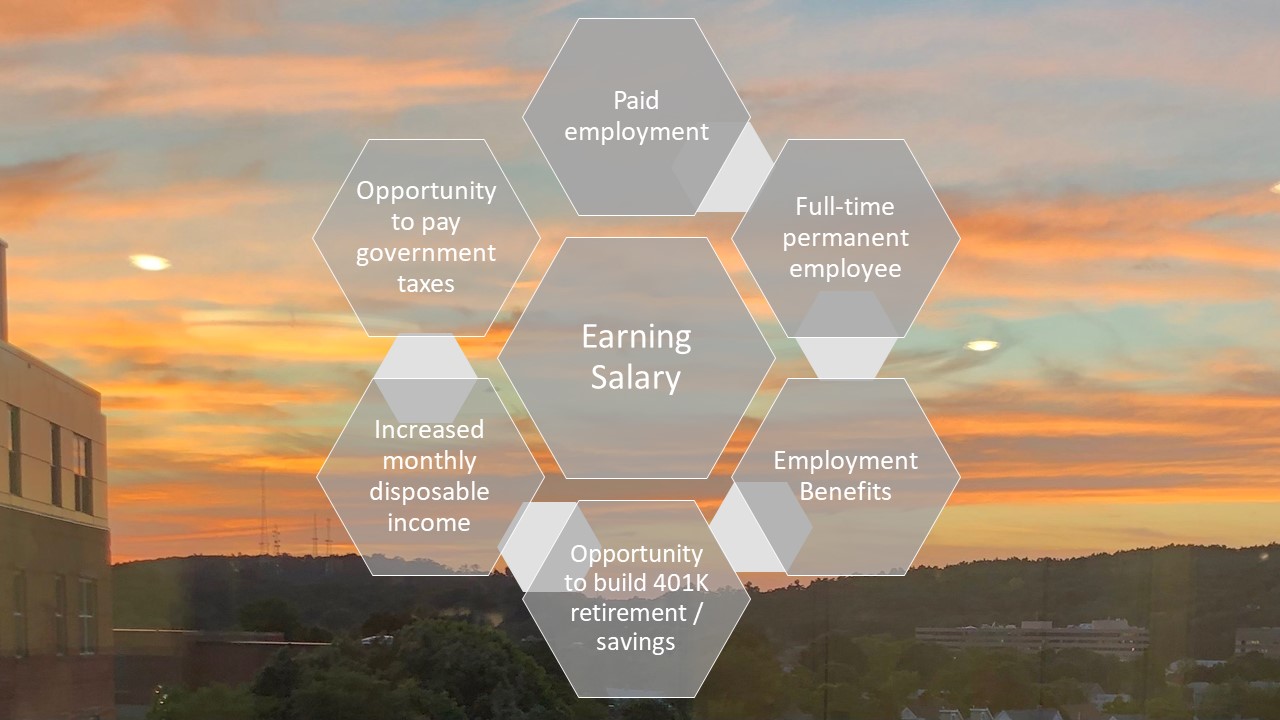 Paid
employment
Full-time
permanent
employee
Employment
Benefits
Opportunity
to build 401K
retirement /
savings
Increased
monthly
disposable
income
Opportunity
to pay
government
taxes
Earning
Salary